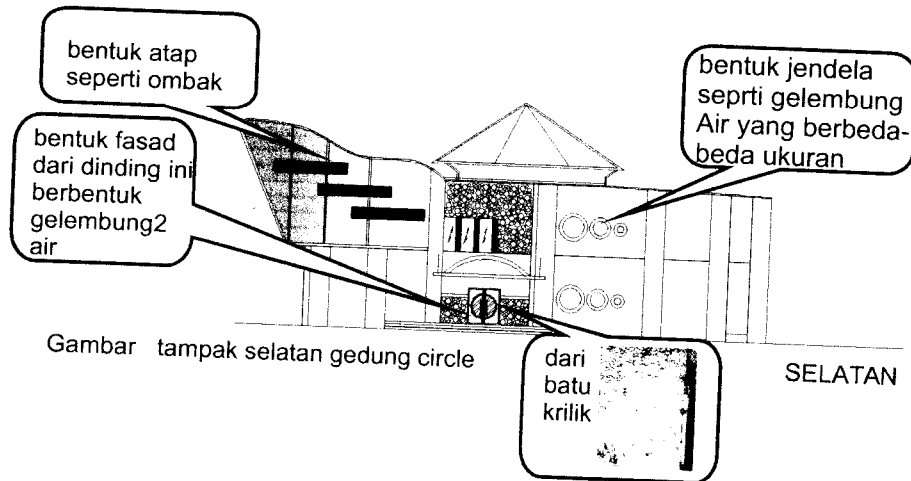 bentuk atap
seperti ombak
bentuk jendela
seprti gelembung
Air yang berbeda-
beda ukuran
bentuk fasad
dari dinding ini
berbentuk
gelembung2
air
Gambar tampak selatan gedung circle
SELATAN
dari
batu
krilik